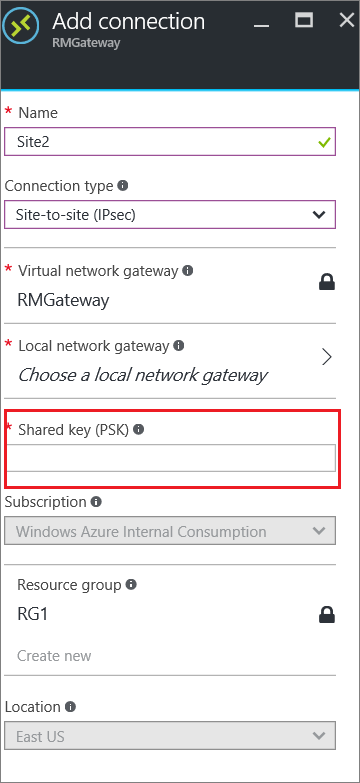 Add connection
RMGateway
* Name
Site2
Connection type
Site-to-site (IPsec)
* Virtual network gateway
RMGateway
* Local network gateway
Choose a local network gateway
* Shared key (PSK)
Subscription
Windows Azure Internal Consumption
Resource group
RG1
Create new
Location
East US